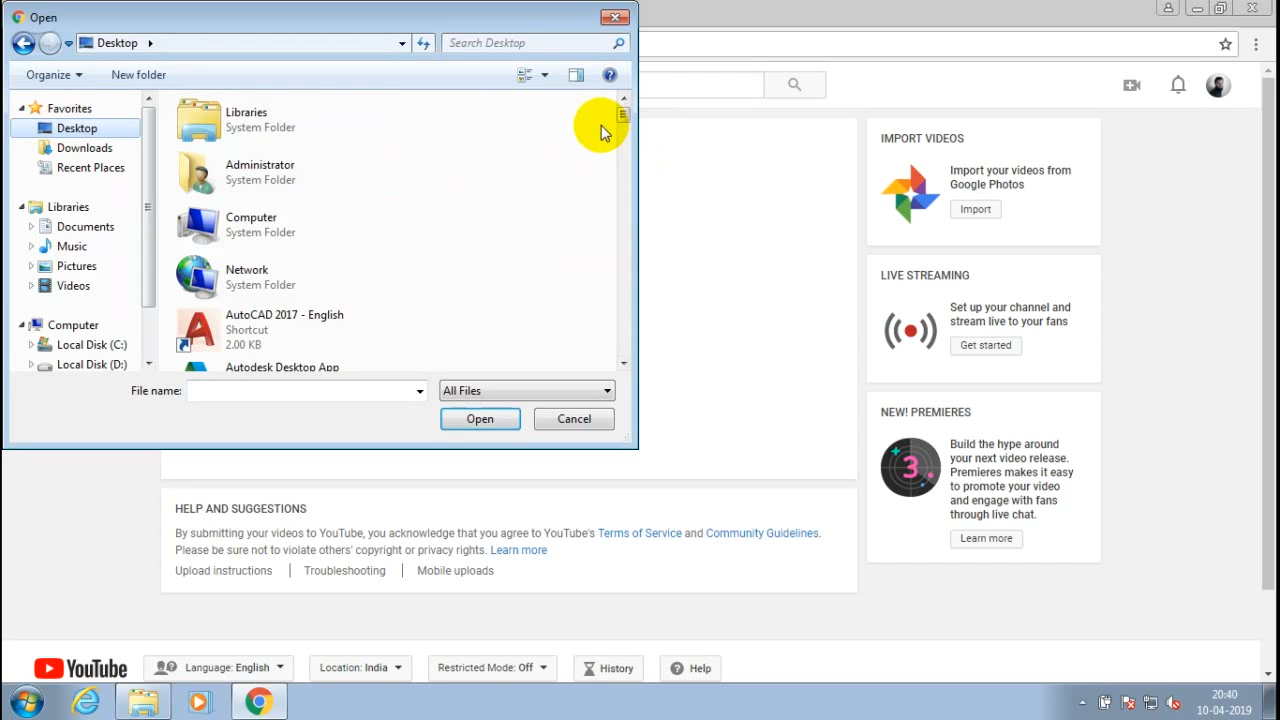 Open
Desktop
Search Desktop
Organize
New folder
Favorites
Desktop
Downloads
Recent Places
Libraries
Documents
Music
Pictures
Videos
Computer
Local Disk (C:)
Local Disk (D:)
Libraries
System Folder
Administrator
System Folder
Computer
System Folder
Network
System Folder
AutoCAD 2017 - English
Shortcut
2.00 KB
Autodesk Desktop App
File name:
All Files
Open
Cancel
IMPORT VIDEOS
Import your videos from
Google Photos
Import
LIVE STREAMING
Set up your channel and
stream live to your fans
Get started
NEW! PREMIERES
3
Build the hype around
your next video release.
Premieres makes it easy
to promote your video
and engage with fans
through live chat.
Learn more
HELP AND SUGGESTIONS
By submitting your videos to YouTube, you acknowledge that you agree to YouTube's Terms of Service and Community Guidelines.
Please be sure not to violate others' copyright or privacy rights. Learn more
Upload instructions
Troubleshooting
Mobile uploads
YouTube
Language: English
Location: India
Restricted Mode: Off
History
Help
20:40
10-04-2019